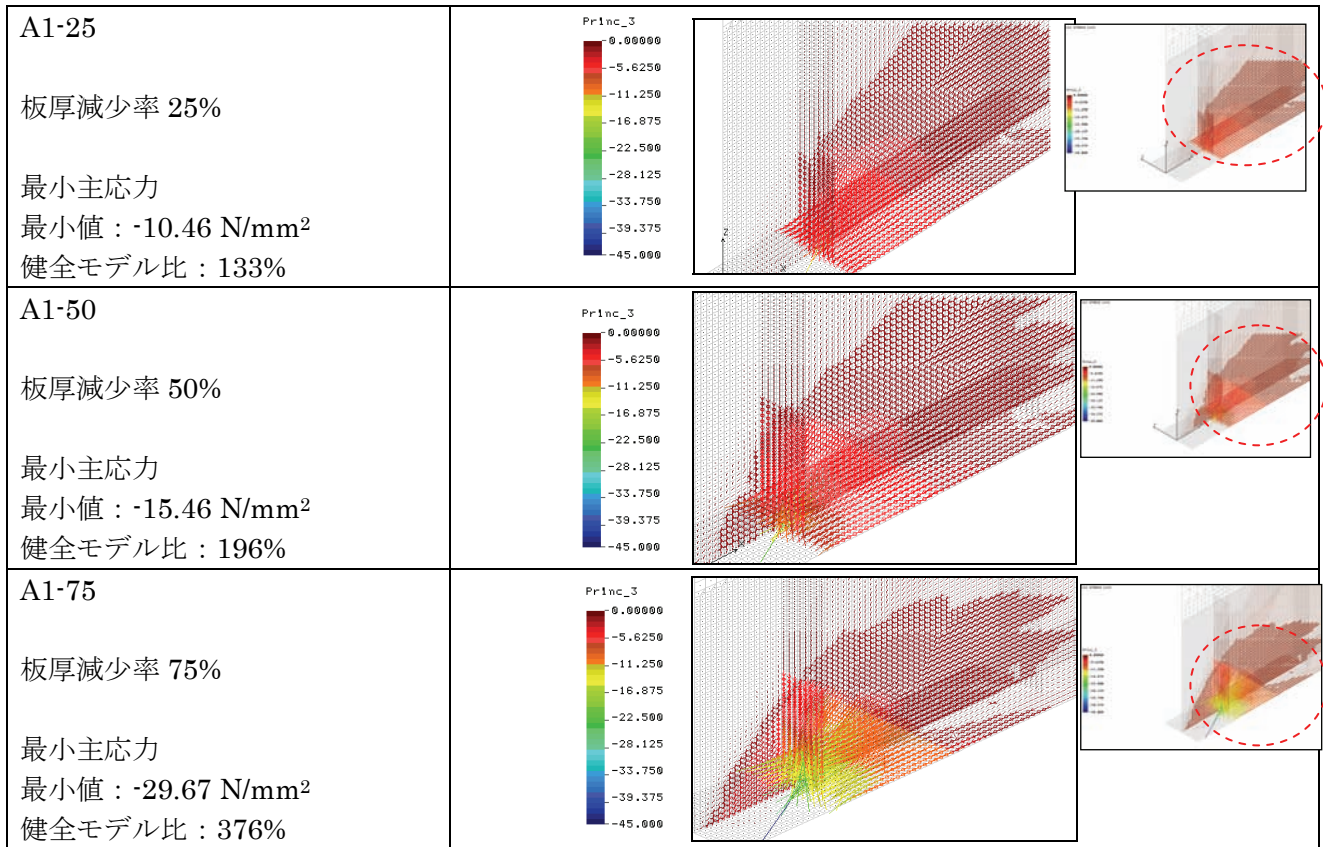 A1-25
板厚減少率 25%
最小主応力
最小値：-10.46 N/mm²
健全モデル比：133%
Princ_3
0.00000
-5.6250
-11.250
-16.875
-22.500
-28.125
-33.750
-39.375
-45.000
Z
X
A1-50
板厚減少率 50%
最小主応力
最小値：-15.46 N/mm²
健全モデル比：196%
Princ_3
0.00000
-5.6250
-11.250
-16.875
-22.500
-28.125
-33.750
-39.375
-45.000
A1-75
板厚減少率 75%
最小主応力
最小値：-29.67 N/mm²
健全モデル比：376%
Princ_3
0.00000
-5.6250
-11.250
-16.875
-22.500
-28.125
-33.750
-39.375
-45.000